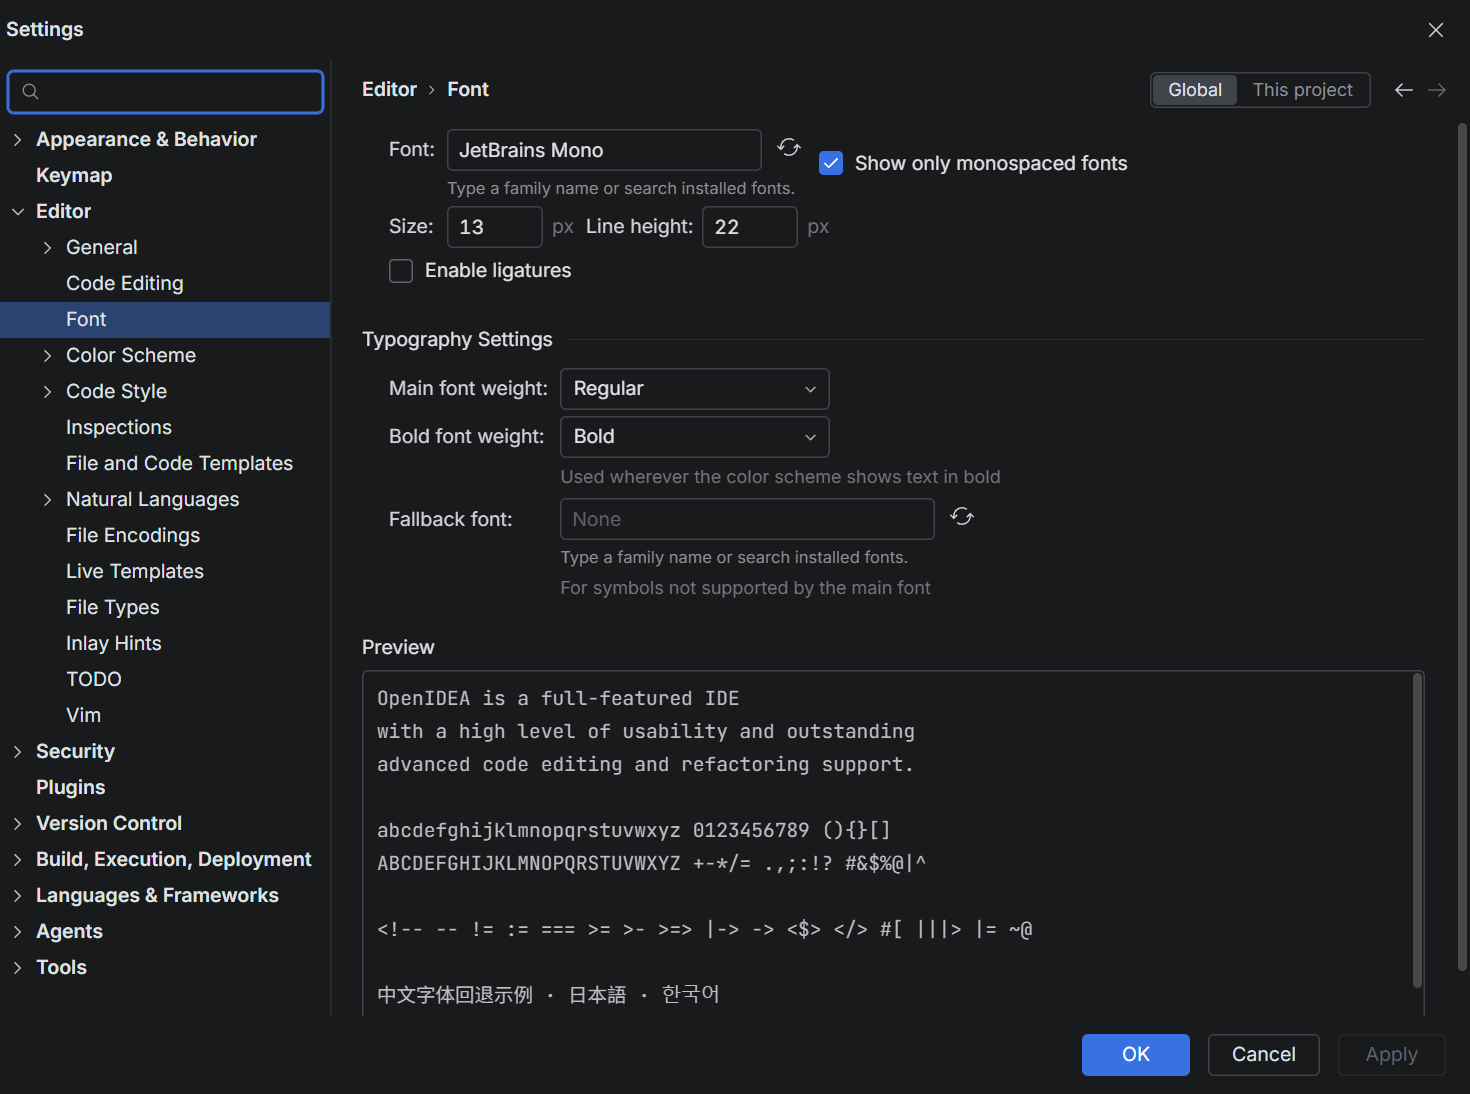 Settings
Appearance & Behavior
Keymap
Editor
General
Code Editing
Font
Color Scheme
Code Style
Inspections
File and Code Templates
Natural Languages
File Encodings
Live Templates
File Types
Inlay Hints
TODO
Vim
Security
Plugins
Version Control
Build, Execution, Deployment
Languages & Frameworks
Agents
Tools
Editor › Font
Global This project
Font: JetBrains Mono
Show only monospaced fonts
Type a family name or search installed fonts.
Size: 13 px Line height: 22 px
Enable ligatures
Typography Settings
Main font weight: Regular
Bold font weight: Bold
Used wherever the color scheme shows text in bold
Fallback font: None
Type a family name or search installed fonts.
For symbols not supported by the main font
Preview
OpenIDEA is a full-featured IDE
with a high level of usability and outstanding
advanced code editing and refactoring support.
abcdefghijklmnopqrstuvwxyz 0123456789 (){}[]
ABCDEFGHIJKLMNOPQRSTUVWXYZ +-*/= .,;:!? #&$%@|^
<!-- -- != := === >= >- >=> |-> -> <$> </> #[ |||> |= ~@
中文字体回退示例 · 日本語 · 한국어
OK Cancel Apply